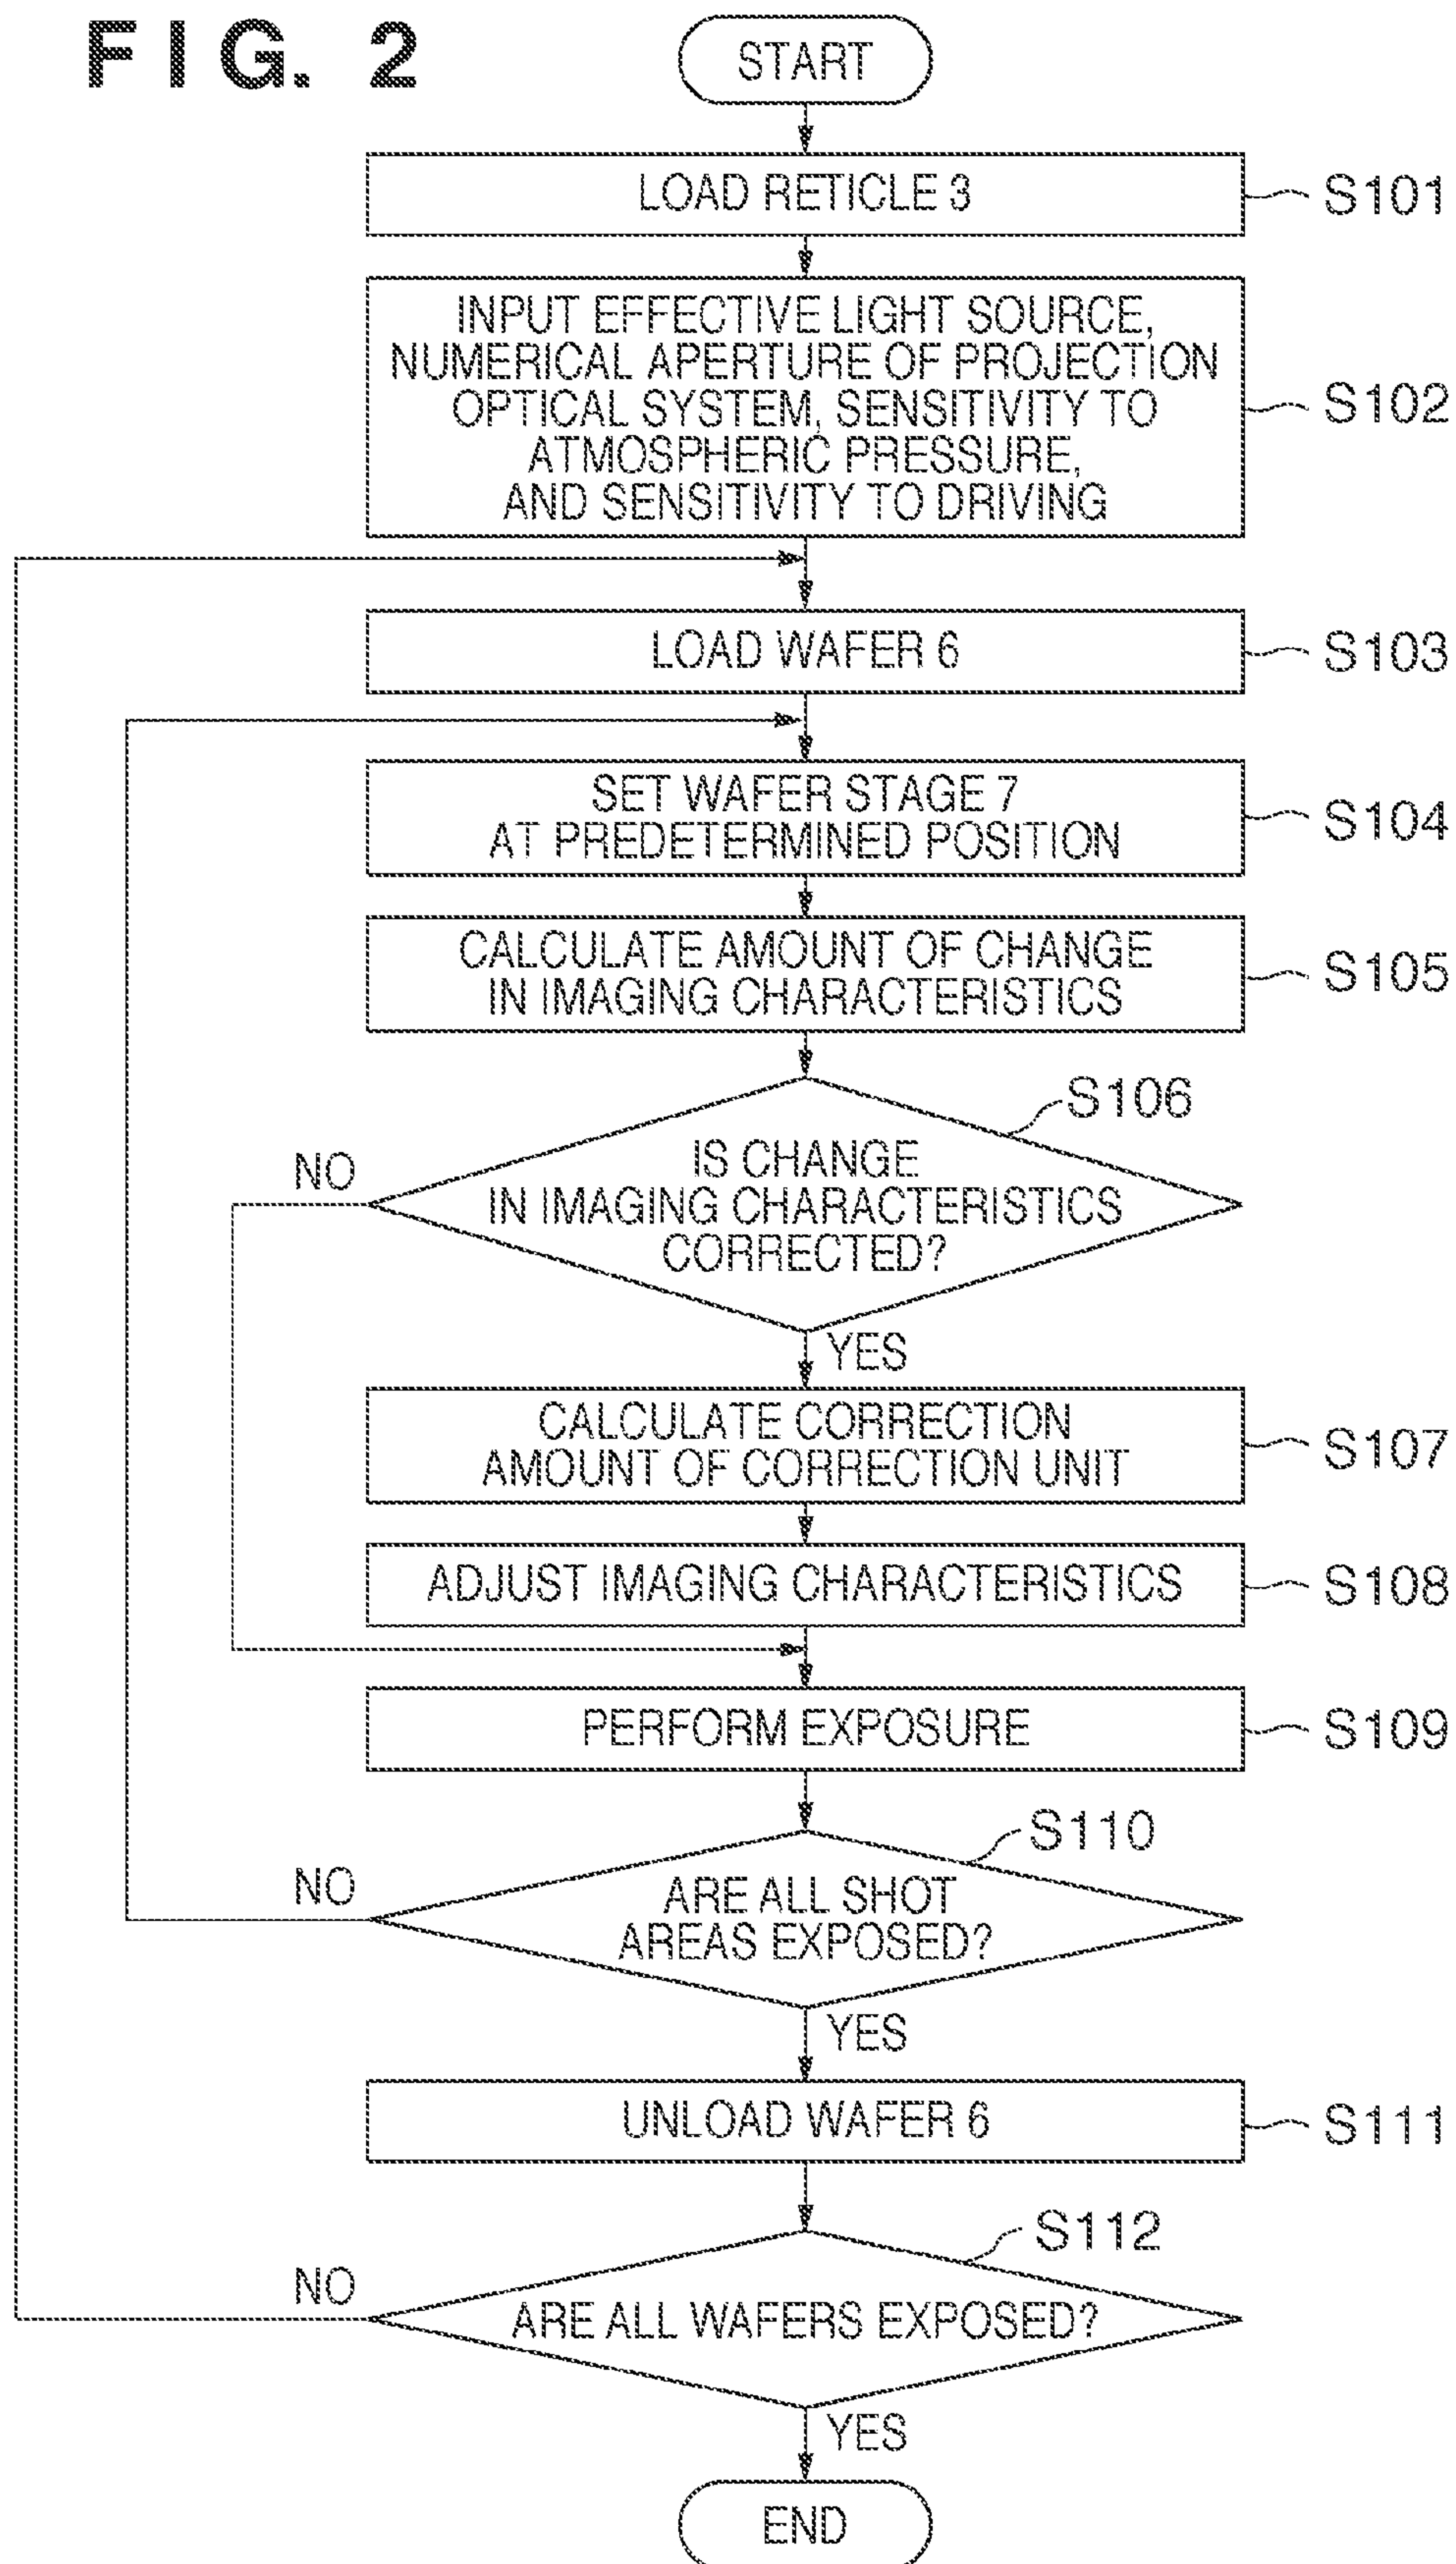 FIG. 2
START
LOAD RETICLE 3
S101
INPUT EFFECTIVE LIGHT SOURCE,
NUMERICAL APERTURE OF PROJECTION
OPTICAL SYSTEM, SENSITIVITY TO
ATMOSPHERIC PRESSURE,
AND SENSITIVITY TO DRIVING
S102
LOAD WAFER 6
S103
SET WAFER STAGE 7
AT PREDETERMINED POSITION
S104
CALCULATE AMOUNT OF CHANGE
IN IMAGING CHARACTERISTICS
S105
S106
IS CHANGE
IN IMAGING CHARACTERISTICS
CORRECTED?
NO
YES
CALCULATE CORRECTION
AMOUNT OF CORRECTION UNIT
S107
ADJUST IMAGING CHARACTERISTICS
S108
PERFORM EXPOSURE
S109
S110
ARE ALL SHOT
AREAS EXPOSED?
NO
YES
UNLOAD WAFER 6
S111
S112
ARE ALL WAFERS EXPOSED?
NO
YES
END